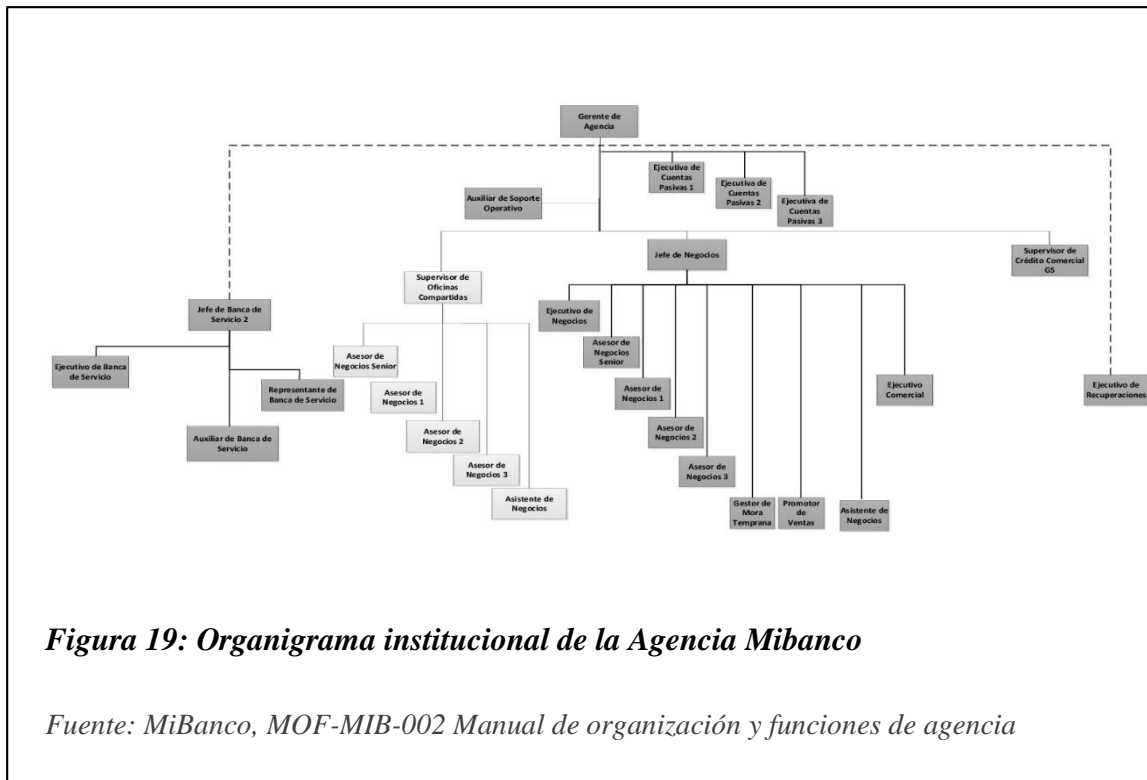 Gerente de
Agencia
Ejecutiva de
Cuentas
Pasivas 1
Ejecutiva de
Cuentas
Pasivas 2
Ejecutiva de
Cuentas
Pasivas 3
Auxiliar de Soporte
Operativo
Jefe de Negocios
Supervisor de
Crédito Comercial
G5
Supervisor de
Oficinas
Compartidas
Jefe de Banca de
Servicio 2
Ejecutivo de Banca
de Servicio
Representante de
Banca de Servicio
Auxiliar de Banca de
Servicio
Asesor de
Negocios Senior
Asesor de
Negocios 1
Asesor de
Negocios 2
Asesor de
Negocios 3
Asistente de
Negocios
Ejecutivo de
Negocios
Asesor de
Negocios Senior
Asesor de
Negocios 1
Asesor de
Negocios 2
Asesor de
Negocios 3
Gestor de
Mora
Temprana
Promotor
de
Ventas
Asistente de
Negocios
Ejecutivo
Comercial
Ejecutivo de
Recuperaciones
Figura 19: Organigrama institucional de la Agencia Mibanco
Fuente: MiBanco, MOF-MIB-002 Manual de organización y funciones de agencia